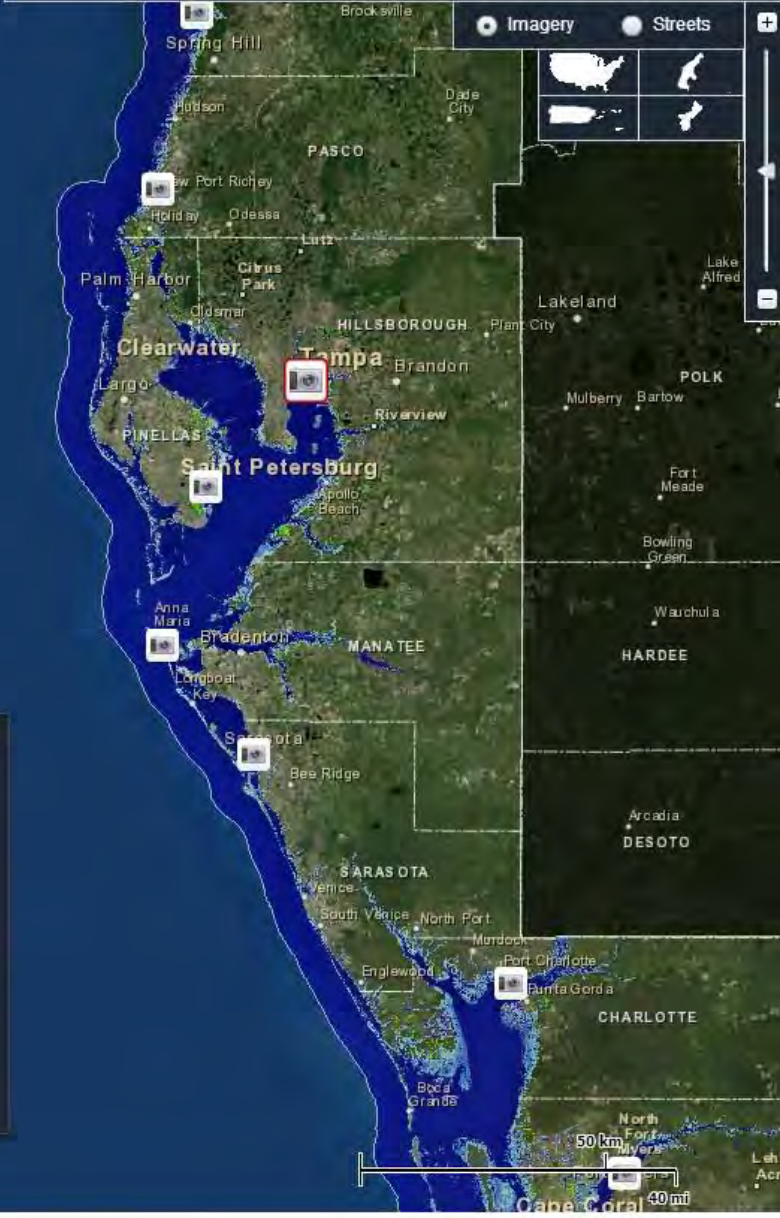 Brooksville
Imagery
Streets
Spring Hill
Dade
City
Hudson
PASCO
ew Port Richey
Holiday
Odessa
Lutz
Citrus
Park
Lake
Alfred
Palm Harbor
Oldsmar
Lakeland
HILLSBOROUGH
Plant City
Clearwater
Tampa
Brandon
POLK
Largo
Mulberry
Bartow
Riverview
PINELLAS
Saint Petersburg
Fort
Meade
Apollo
Beach
Bowling
Green
Anna
Maria
Wauchula
Bradenton
MANATEE
HARDEE
Longboat
Key
Sarasota
Bee Ridge
Arcadia
DESOTO
SARASOTA
Venice
South Venice
North Port
Murdock
Port Charlotte
Englewood
Punta Gorda
CHARLOTTE
Boca
Grande
North
Fort
Myers
50 km
Leh
Acr
40 mi
Cape Coral